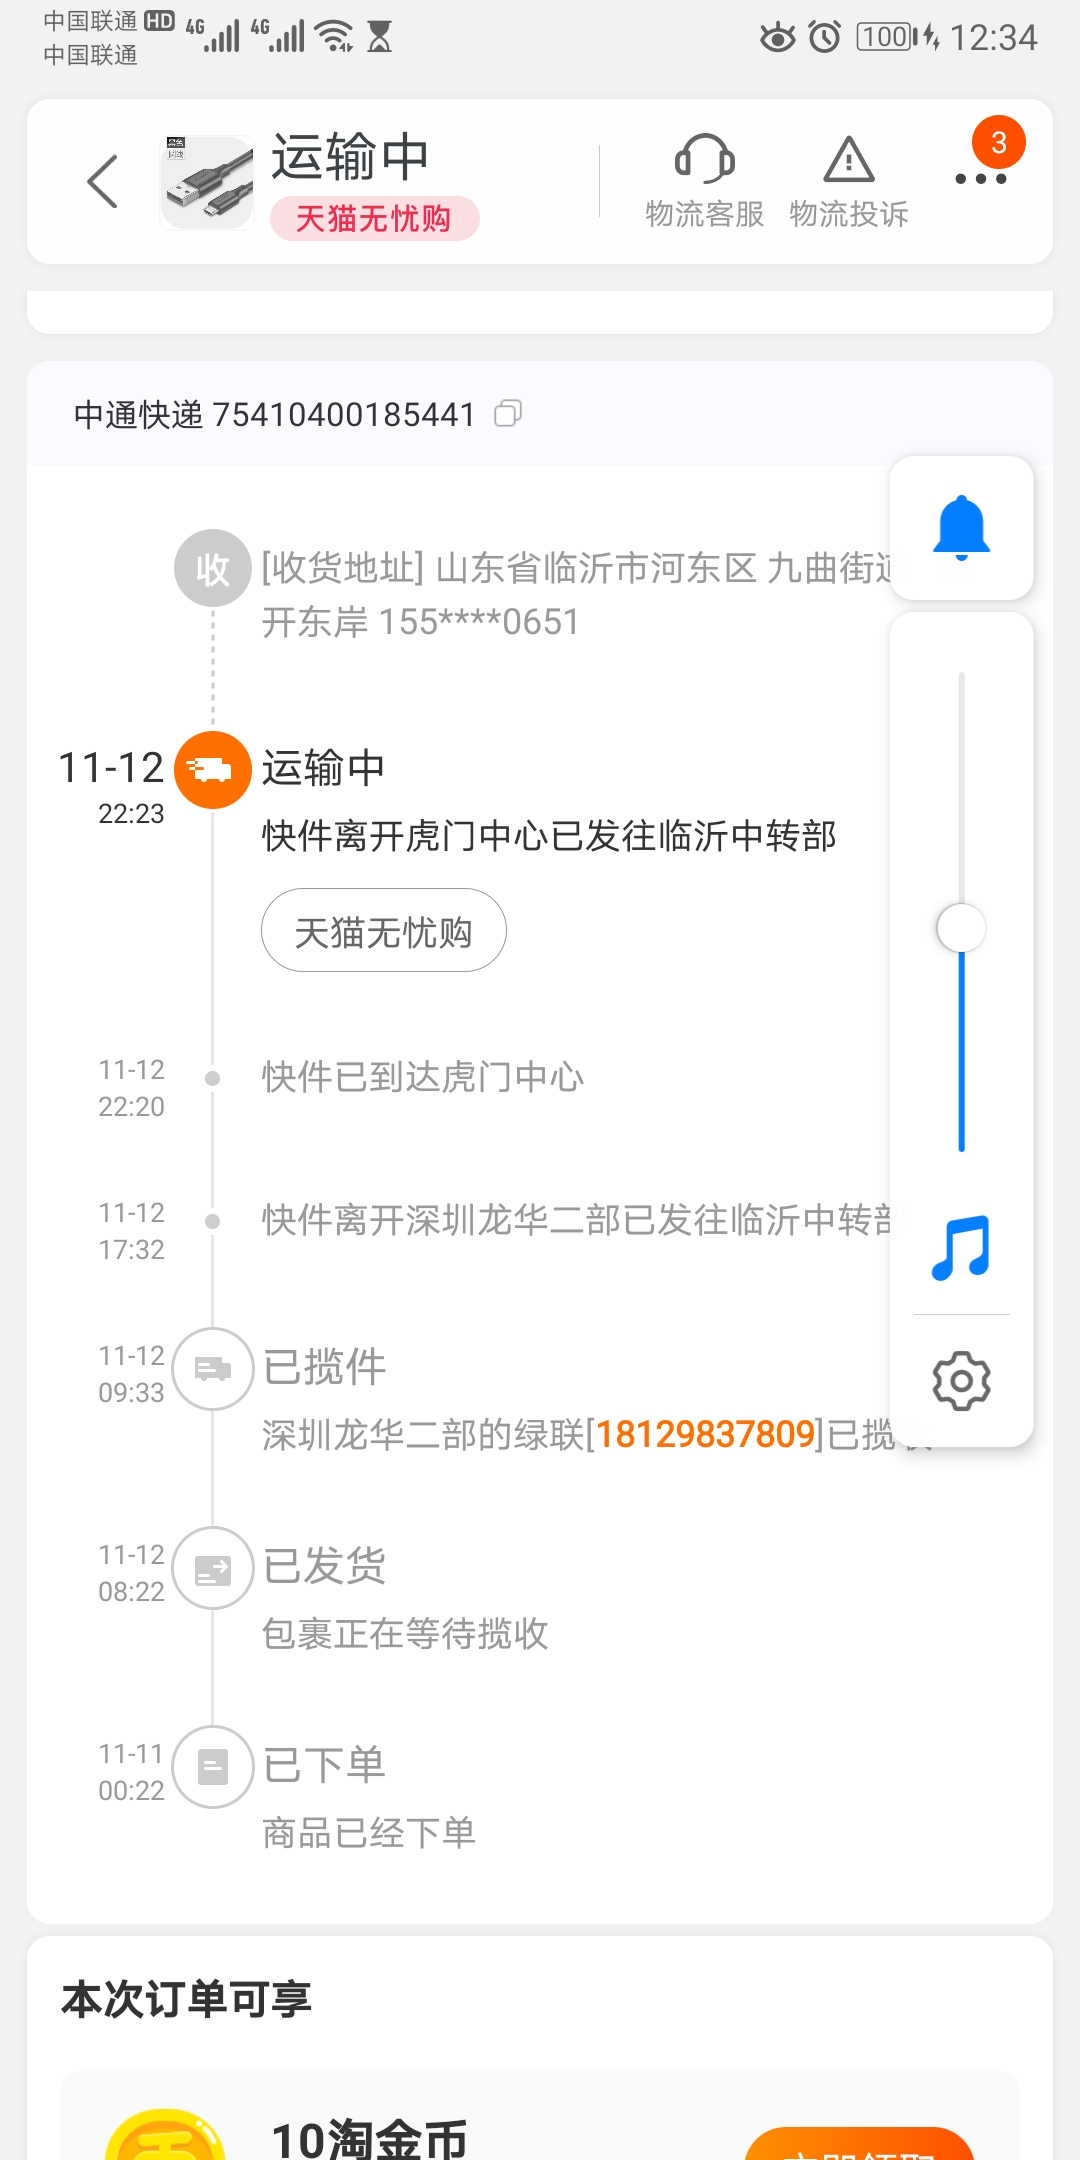 中国联通 HD 4G 4G 100 12:34
中国联通
运输中
天猫无忧购
物流客服 物流投诉
3
中通快递 75410400185441
收
[收货地址] 山东省临沂市河东区 九曲街道
开东岸 155****0651
11-12 运输中
22:23
快件离开虎门中心已发往临沂中转部
天猫无忧购
11-12 快件已到达虎门中心
22:20
11-12 快件离开深圳龙华二部已发往临沂中转部
17:32
11-12 已揽件
09:33
深圳龙华二部的绿联[18129837809]已揽
11-12 已发货
08:22
包裹正在等待揽收
11-11 已下单
00:22
商品已经下单
本次订单可享
10淘金币
立即领取